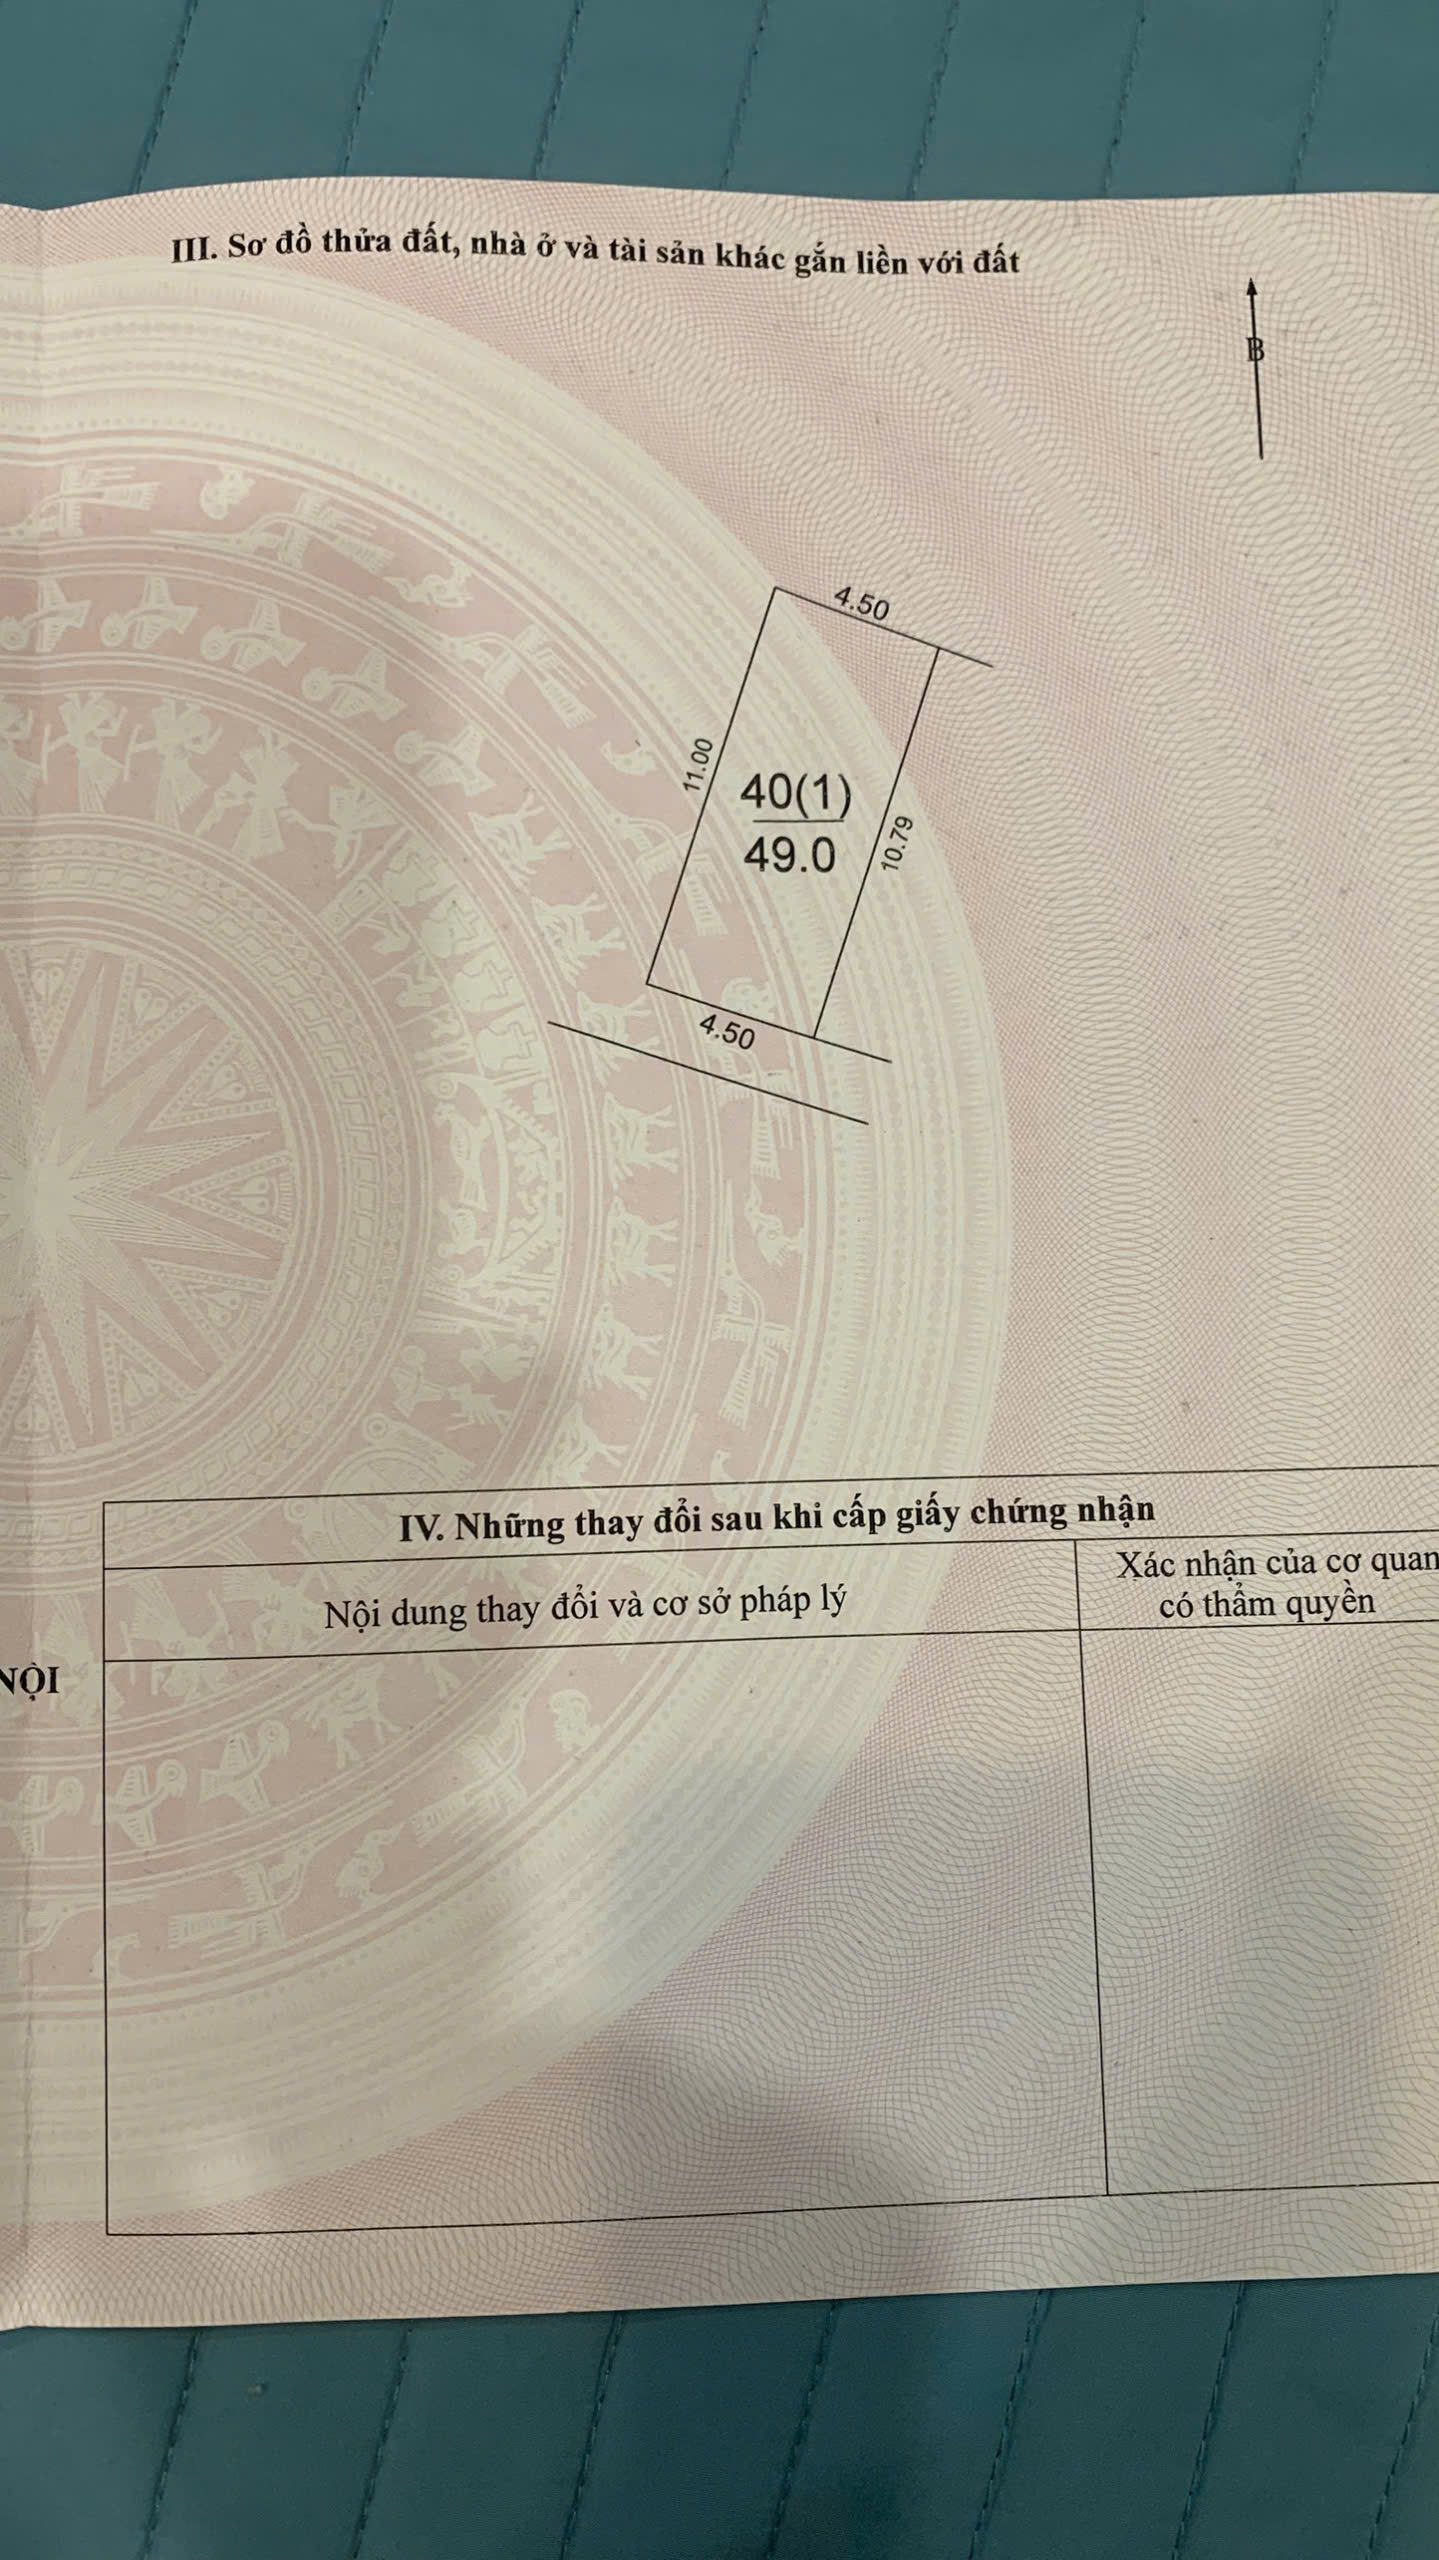 III. Sơ đồ thửa đất, nhà ở và tài sản khác gắn liền với đất
B
4.50
11.00
40(1)
49.0
10.79
4.50
IV. Những thay đổi sau khi cấp giấy chứng nhận
Nội dung thay đổi và cơ sở pháp lý
Xác nhận của cơ quan
có thẩm quyền
NỘI